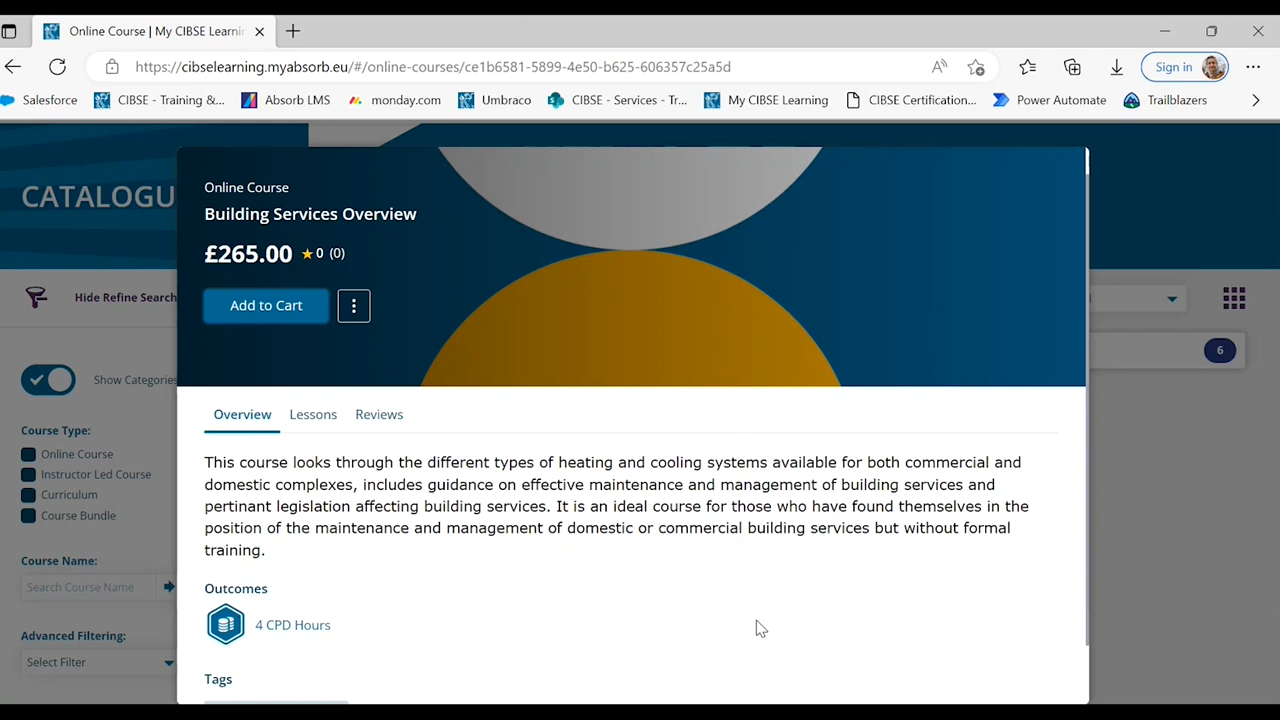 Online Course | My CIBSE Learnin
https://cibselearning.myabsorb.eu/#/online-courses/ce1b6581-5899-4e50-b625-606357c25a5d
Sign in
Salesforce
CIBSE - Training &...
Absorb LMS
monday.com
Umbraco
CIBSE - Services - Tr...
My CIBSE Learning
CIBSE Certification...
Power Automate
Trailblazers
CATALOGU
Online Course
Building Services Overview
£265.00 ★ 0 (0)
Add to Cart
Hide Refine Search
6
Show Categories
Course Type:
Online Course
Instructor Led Course
Curriculum
Course Bundle
Course Name:
Search Course Name
Advanced Filtering:
Select Filter
Overview
Lessons
Reviews
This course looks through the different types of heating and cooling systems available for both commercial and
domestic complexes, includes guidance on effective maintenance and management of building services and
pertinant legislation affecting building services. It is an ideal course for those who have found themselves in the
position of the maintenance and management of domestic or commercial building services but without formal
training.
Outcomes
4 CPD Hours
Tags